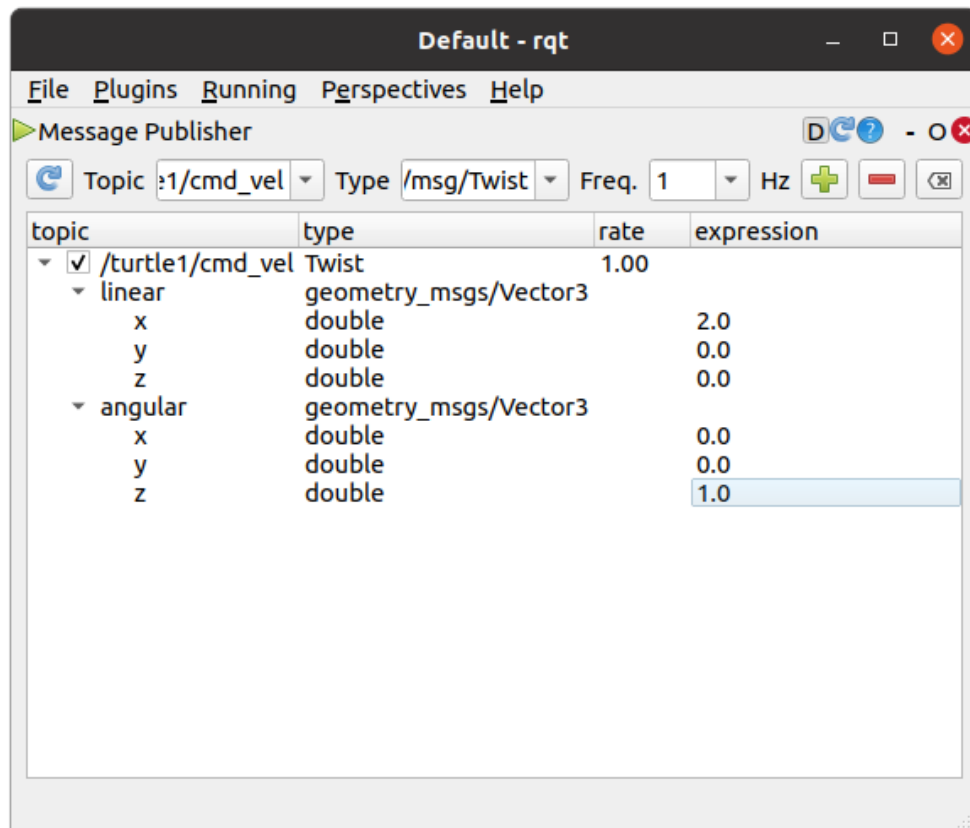 Default - rqt
File Plugins Running Perspectives Help
Message Publisher D ? - O
Topic e1/cmd_vel Type /msg/Twist Freq. 1 Hz
topic type rate expression
/turtle1/cmd_vel Twist 1.00
linear geometry_msgs/Vector3
x double 2.0
y double 0.0
z double 0.0
angular geometry_msgs/Vector3
x double 0.0
y double 0.0
z double 1.0